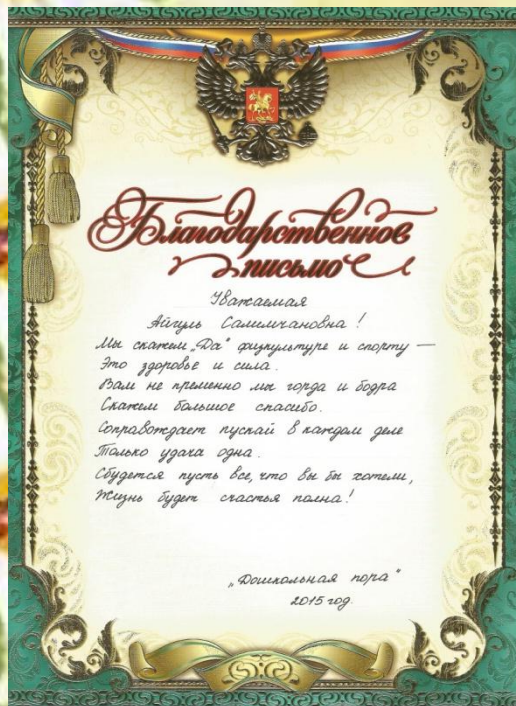 Благодарственное
письмо
Уважаемая
Айгуль Салимчановна!
Мы скажем „Да“ физкультуре и спорту —
Это здоровье и сила.
Вам не пременно мы горда и бодра
Скажем большое спасибо.
Сопровождает пускай в каждом деле
Только удача одна.
Сбудется пусть все, что вы бы хотели,
Жизнь будет счастья полна!
„Дошкольная пора“
2015 год.